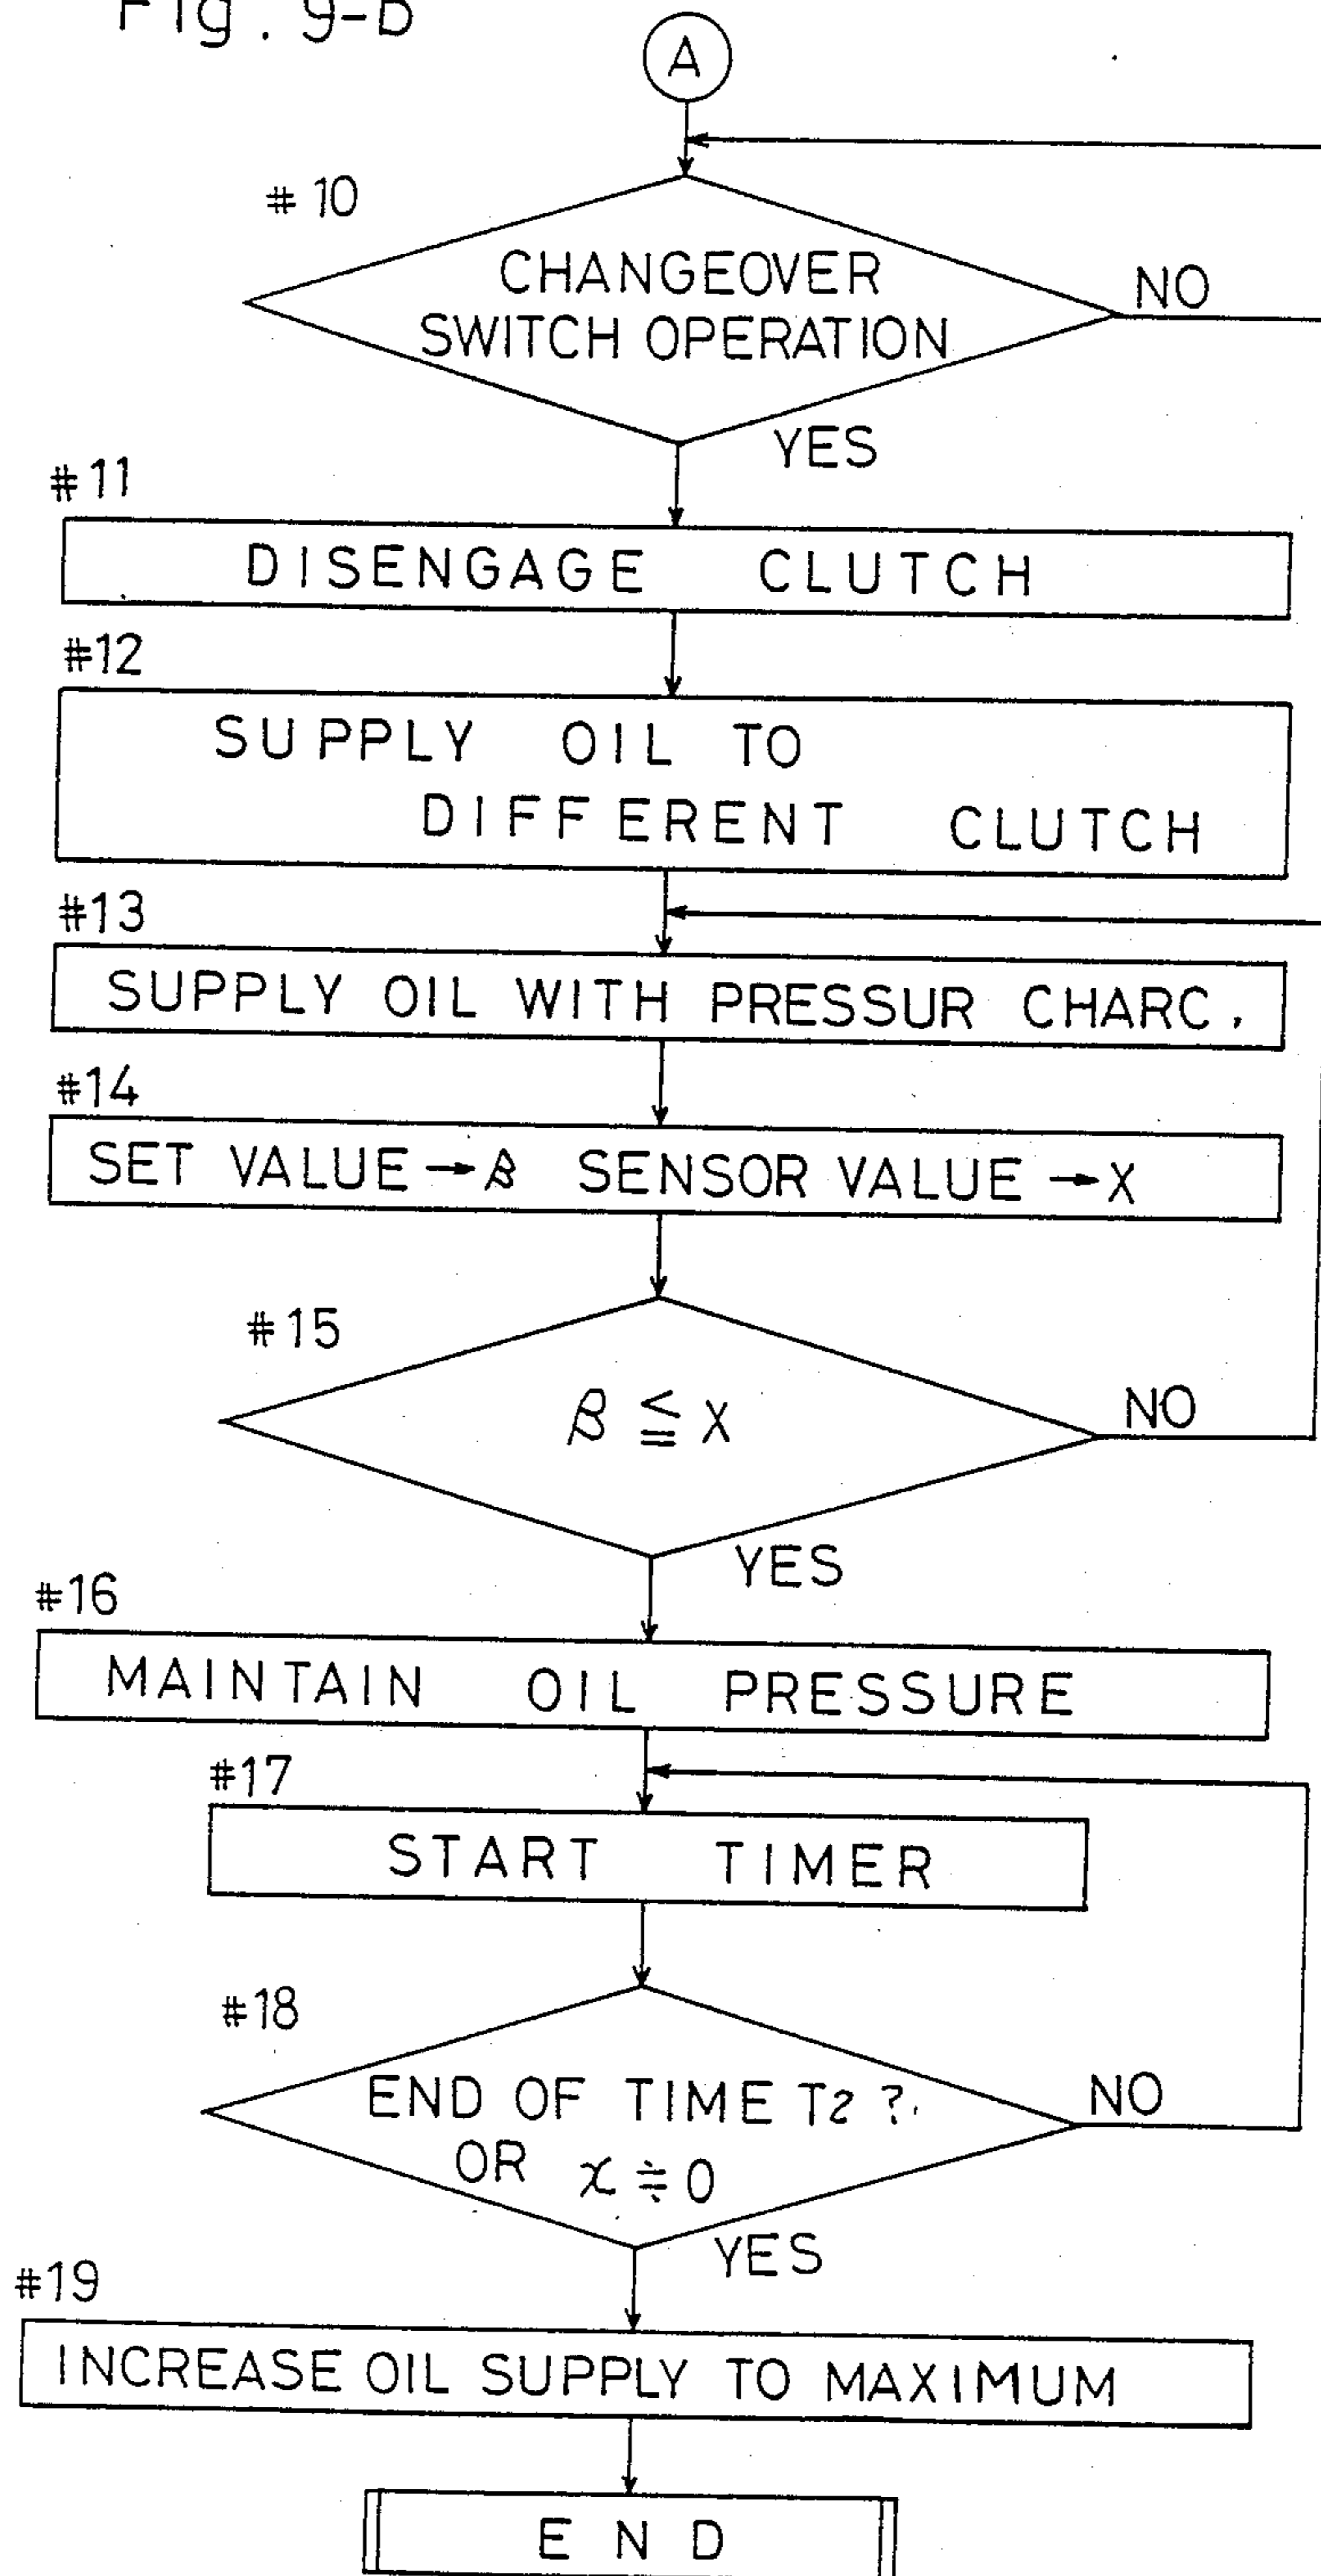 Fig. 9-b
A
#10
CHANGEOVER
SWITCH OPERATION
NO
YES
#11
DISENGAGE CLUTCH
#12
SUPPLY OIL TO
DIFFERENT CLUTCH
#13
SUPPLY OIL WITH PRESSUR CHARC.
#14
SET VALUE → β SENSOR VALUE → X
#15
β ≦ X
NO
YES
#16
MAINTAIN OIL PRESSURE
#17
START TIMER
#18
END OF TIME T2 ?
OR x ≒ 0
NO
YES
#19
INCREASE OIL SUPPLY TO MAXIMUM
END